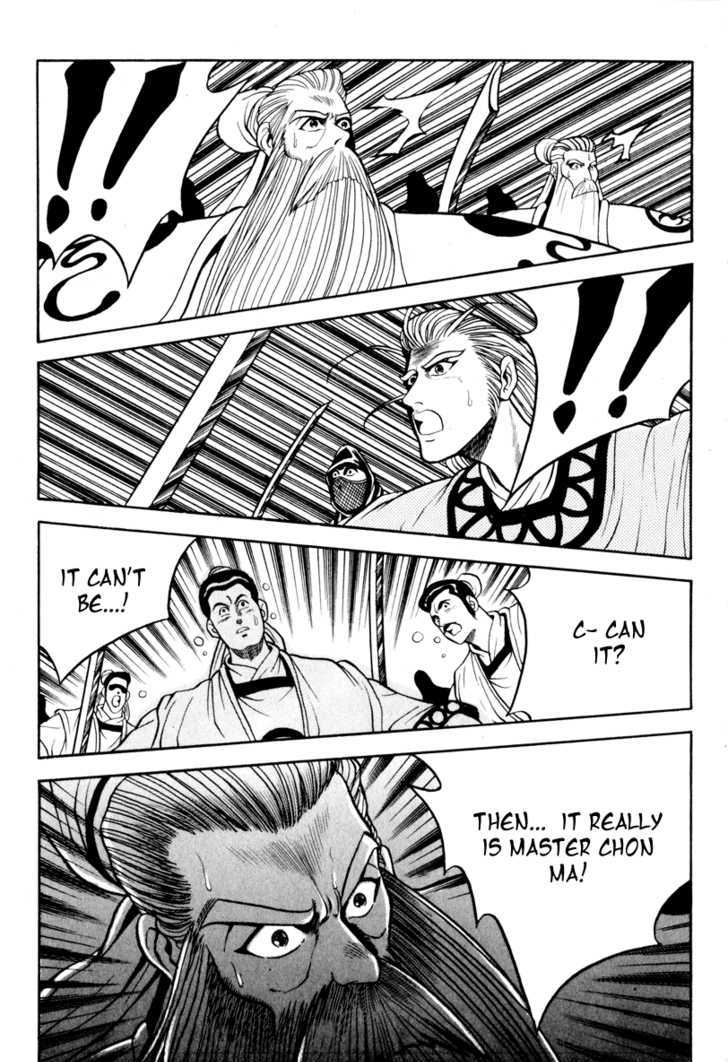 !!
!!
IT CAN'T
BE...!
C- CAN
IT?
THEN... IT REALLY
IS MASTER CHON
MA!